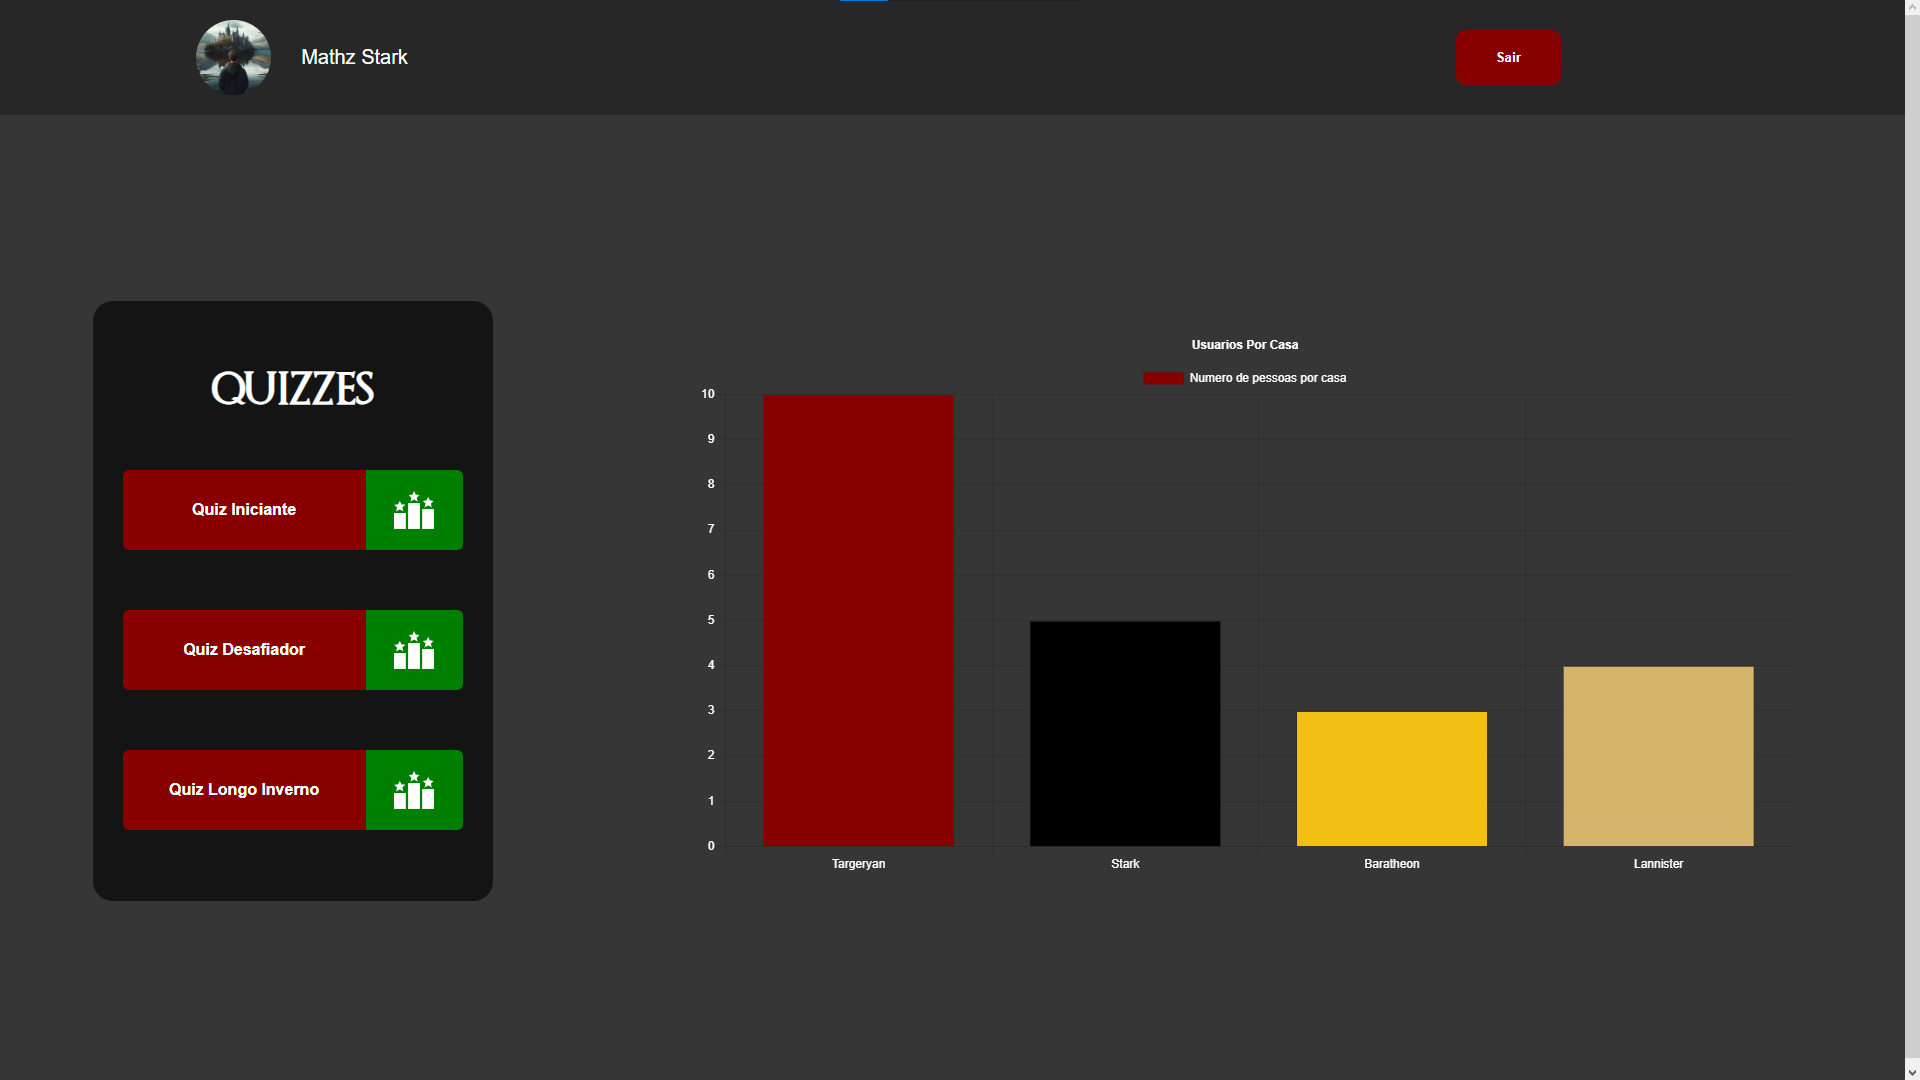 Mathz Stark
Sair
QUIZZES
Quiz Iniciante
Quiz Desafiador
Quiz Longo Inverno
Usuarios Por Casa
Numero de pessoas por casa
10
9
8
7
6
5
4
3
2
1
0
Targeryan Stark Baratheon Lannister